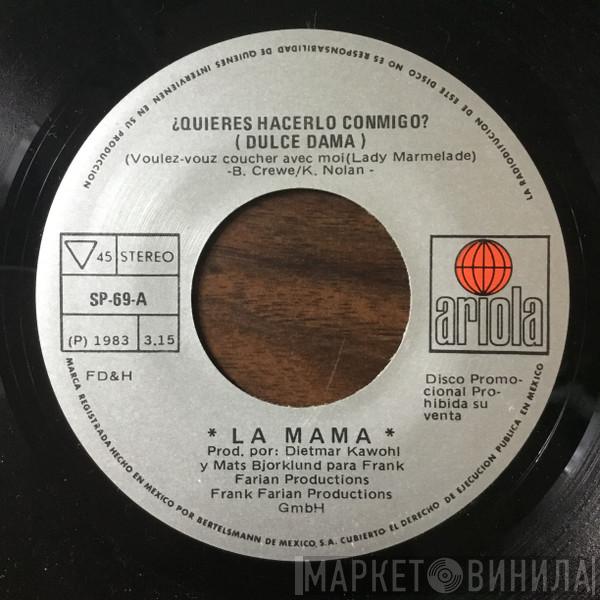 LA RADIODIFUCION DE ESTE DISCO NO ES RESPONSABILIDAD DE QUIENES INTERVIENEN EN SU PRODUCCION
¿QUIERES HACERLO CONMIGO?
( DULCE DAMA )
(Voulez-vouz coucher avec moi(Lady Marmelade)
-B. Crewe/K. Nolan -
45 STEREO
SP-69-A
(P) 1983 3.15
FD&H
ariola
Disco Promo-
cional Pro-
hibida su
venta
* LA MAMA *
Prod. por: Dietmar Kawohl
y Mats Bjorklund para Frank
Farian Productions
Frank Farian Productions
GmbH
MARCA REGISTRADA HECHO EN MEXICO POR BERTELSMANN DE MEXICO, S.A. CUBIERTO EL DERECHO DE EJECUCION PUBLICA EN MEXICO
МАРКЕТ ВИНИЛА